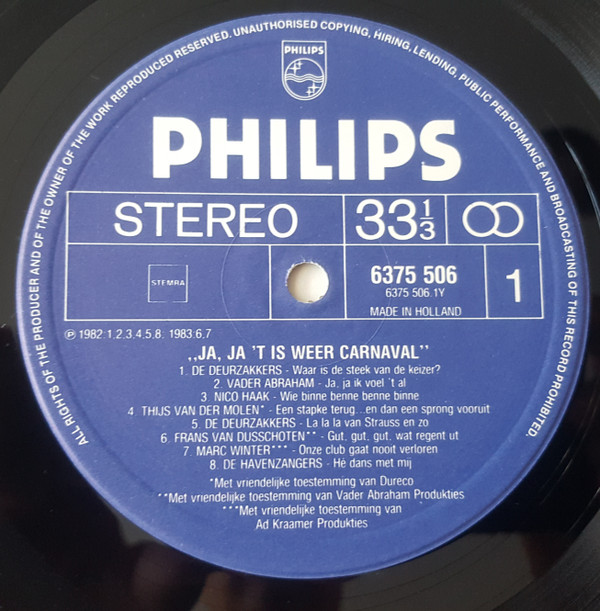 ALL RIGHTS OF THE PRODUCER AND OF THE OWNER OF THE WORK REPRODUCED RESERVED. UNAUTHORISED COPYING, HIRING, LENDING, PUBLIC PERFORMANCE AND BROADCASTING OF THIS RECORD PROHIBITED.
PHILIPS
PHILIPS
STEREO
33 1/3
STEMRA
6375 506
6375 506.1Y
MADE IN HOLLAND
1
℗ 1982:1,2,3,4,5,8. 1983:6,7
,,JA, JA 'T IS WEER CARNAVAL''
1. DE DEURZAKKERS - Waar is de steek van de keizer?
2. VADER ABRAHAM - Ja, ja ik voel 't al
3. NICO HAAK - Wie binne benne benne binne
4. THIJS VAN DER MOLEN* - Een stapke terug...en dan een sprong vooruit
5. DE DEURZAKKERS - La la la van Strauss en zo
6. FRANS VAN DUSSCHOTEN** - Gut, gut, gut, wat regent ut
7. MARC WINTER*** - Onze club gaat nooit verloren
8. DE HAVENZANGERS - Hé dans met mij
*Met vriendelijke toestemming van Dureco
**Met vriendelijke toestemming van Vader Abraham Produkties
***Met vriendelijke toestemming van
Ad Kraamer Produkties